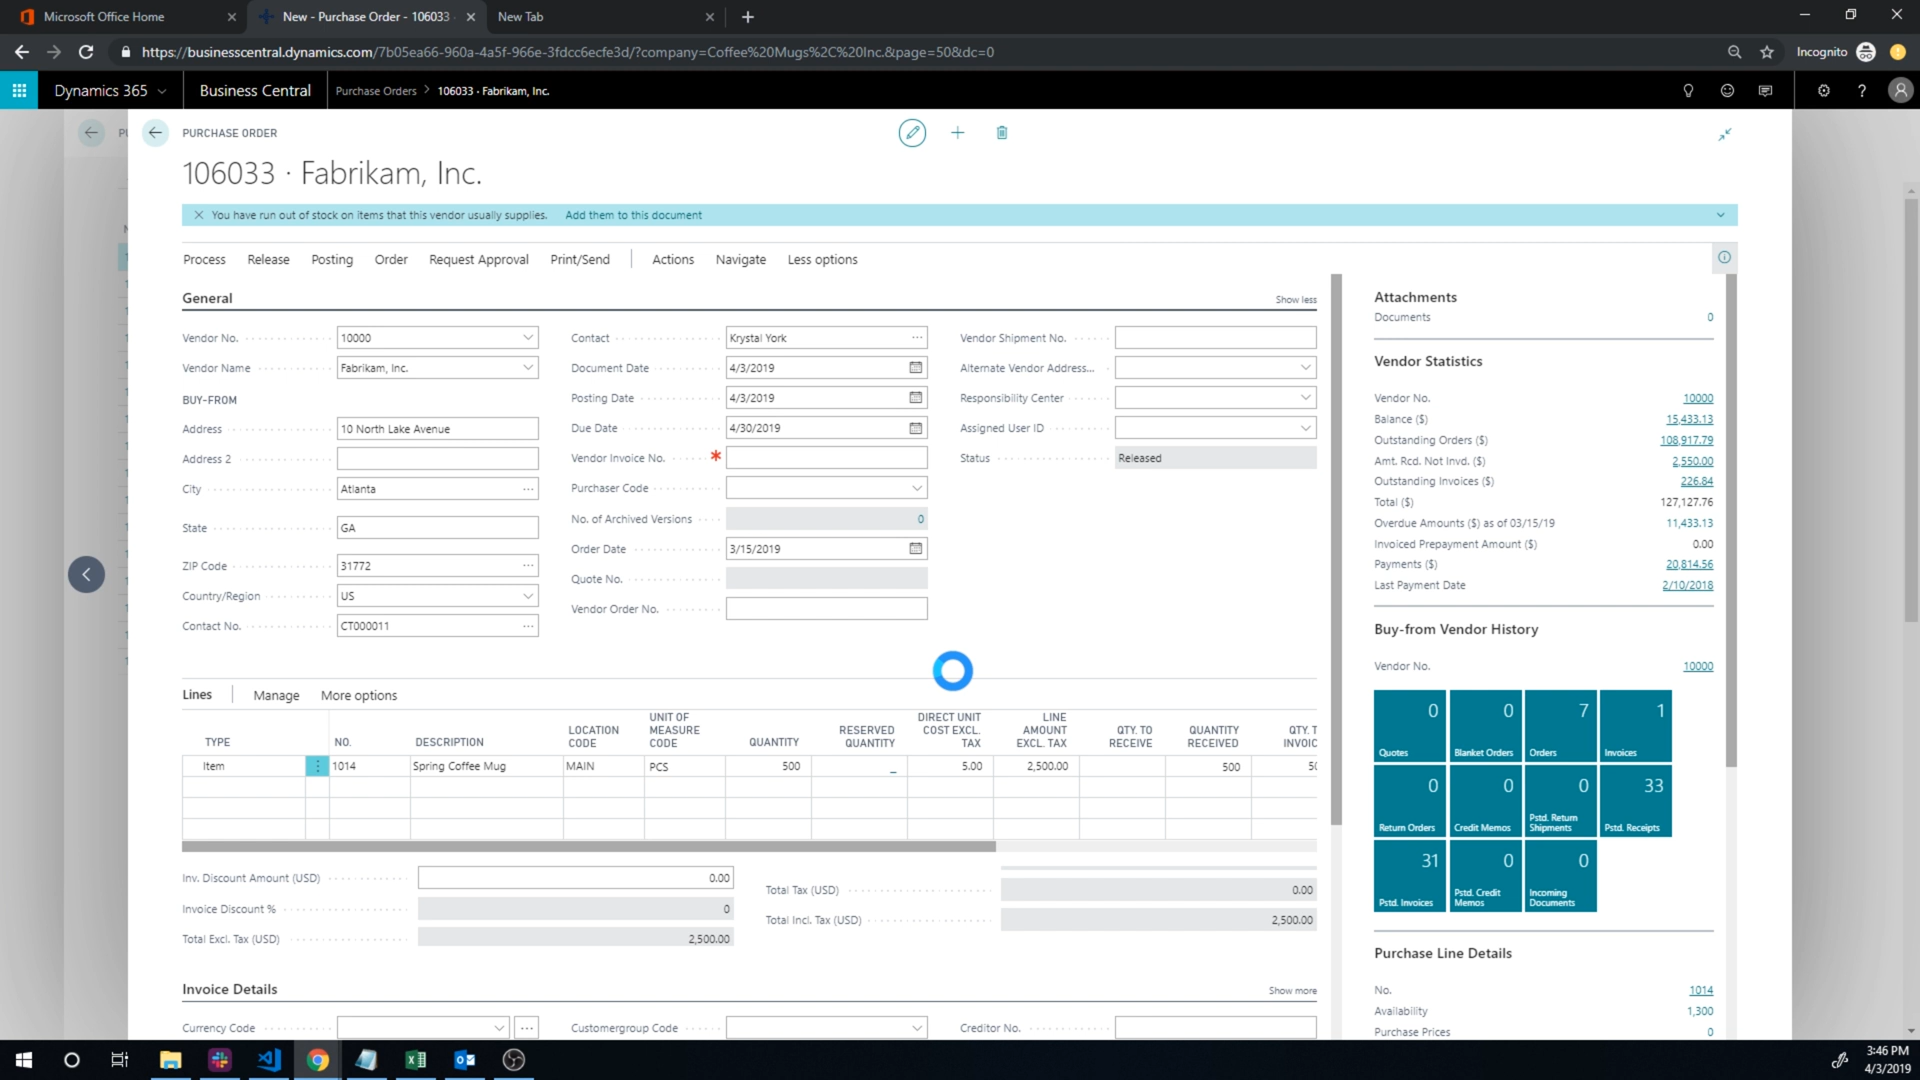 Microsoft Office Home
New - Purchase Order - 106033
New Tab
https://businesscentral.dynamics.com/7b05ea66-960a-4a5f-966e-3fdcc6ecfe3d/?company=Coffee%20Mugs%2C%20Inc.&page=50&dc=0
Incognito
Dynamics 365
Business Central
Purchase Orders > 106033 · Fabrikam, Inc.
PURCHASE ORDER
106033 · Fabrikam, Inc.
You have run out of stock on items that this vendor usually supplies. Add them to this document
Process Release Posting Order Request Approval Print/Send Actions Navigate Less options
General
Show less
Vendor No. 10000
Vendor Name Fabrikam, Inc.
BUY-FROM
Address 10 North Lake Avenue
Address 2
City Atlanta
State GA
ZIP Code 31772
Country/Region US
Contact No. CT000011
Contact Krystal York
Document Date 4/3/2019
Posting Date 4/3/2019
Due Date 4/30/2019
Vendor Invoice No. *
Purchaser Code
No. of Archived Versions 0
Order Date 3/15/2019
Quote No.
Vendor Order No.
Vendor Shipment No.
Alternate Vendor Address...
Responsibility Center
Assigned User ID
Status Released
Lines Manage More options
TYPE NO. DESCRIPTION LOCATION CODE UNIT OF MEASURE CODE QUANTITY RESERVED QUANTITY DIRECT UNIT COST EXCL. TAX LINE AMOUNT EXCL. TAX QTY. TO RECEIVE QUANTITY RECEIVED QTY. T INVOIC
Item 1014 Spring Coffee Mug MAIN PCS 500 _ 5.00 2,500.00 500 50
Inv. Discount Amount (USD) 0.00
Invoice Discount % 0
Total Excl. Tax (USD) 2,500.00
Total Tax (USD) 0.00
Total Incl. Tax (USD) 2,500.00
Invoice Details
Show more
Currency Code
Customergroup Code
Creditor No.
Attachments
Documents 0
Vendor Statistics
Vendor No. 10000
Balance ($) 15,433.13
Outstanding Orders ($) 108,917.79
Amt. Rcd. Not Invd. ($) 2,550.00
Outstanding Invoices ($) 226.84
Total ($) 127,127.76
Overdue Amounts ($) as of 03/15/19 11,433.13
Invoiced Prepayment Amount ($) 0.00
Payments ($) 20,814.56
Last Payment Date 2/10/2018
Buy-from Vendor History
Vendor No. 10000
0 Quotes
0 Blanket Orders
7 Orders
1 Invoices
0 Return Orders
0 Credit Memos
0 Pstd. Return Shipments
33 Pstd. Receipts
31 Pstd. Invoices
0 Pstd. Credit Memos
0 Incoming Documents
Purchase Line Details
No. 1014
Availability 1,300
Purchase Prices 0
3:46 PM
4/3/2019